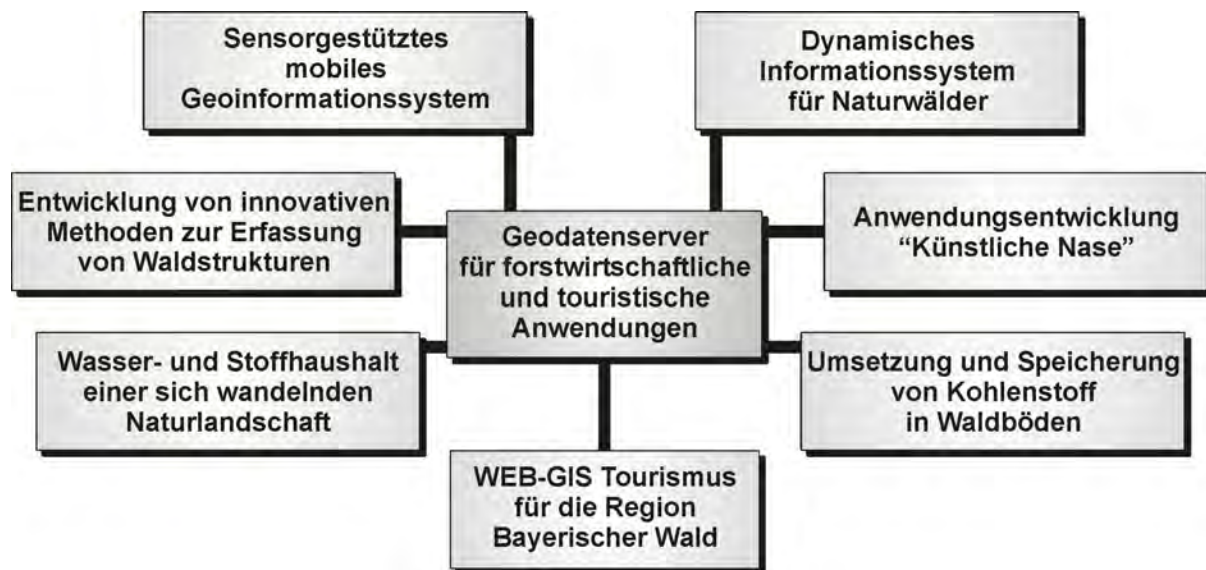 Sensorgestütztes
mobiles
Geoinformationssystem
Dynamisches
Informationssystem
für Naturwälder
Entwicklung von innovativen
Methoden zur Erfassung
von Waldstrukturen
Geodatenserver
für forstwirtschaftliche
und touristische
Anwendungen
Anwendungsentwicklung
“Künstliche Nase”
Wasser- und Stoffhaushalt
einer sich wandelnden
Naturlandschaft
Umsetzung und Speicherung
von Kohlenstoff
in Waldböden
WEB-GIS Tourismus
für die Region
Bayerischer Wald